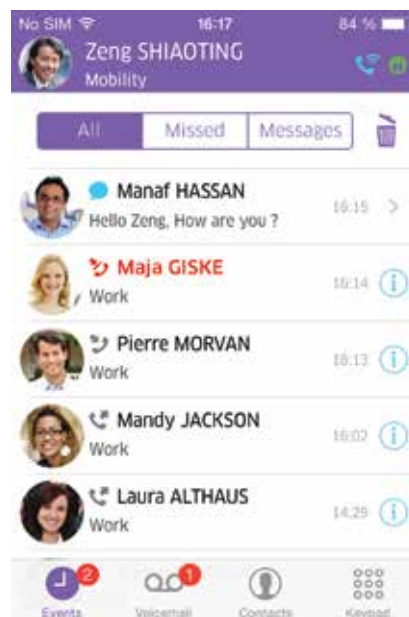 No SIM 16:17 84 %
Zeng SHIAOTING
Mobility
All Missed Messages
Manaf HASSAN
Hello Zeng, How are you ?
16:15
Maja GISKE
Work
16:14
Pierre MORVAN
Work
16:13
Mandy JACKSON
Work
16:02
Laura ALTHAUS
Work
14:29
2 1
Events Voicemail Contacts Keypad